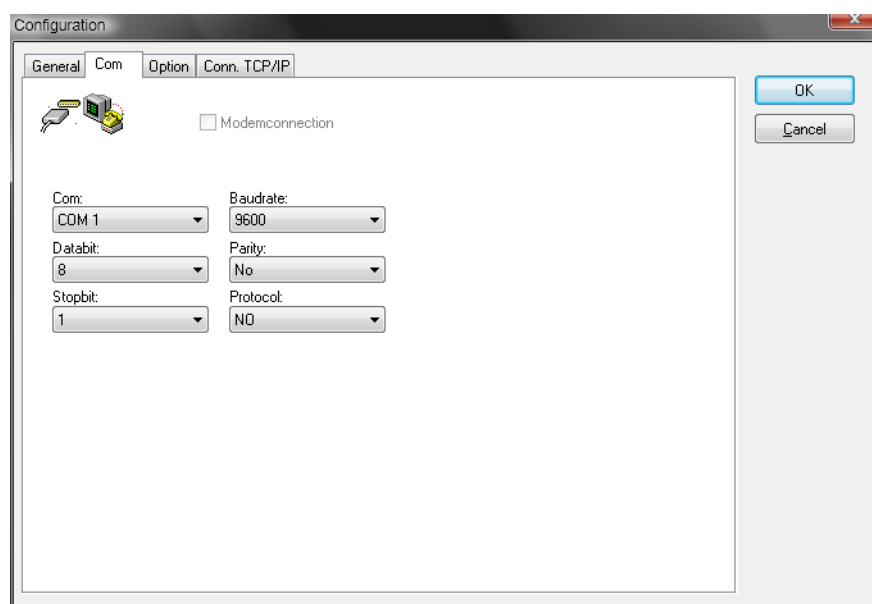 Configuration
General Com Option Conn. TCP/IP
OK
Modemconnection
Cancel
Com: Baudrate:
COM 1 9600
Databit: Parity:
8 No
Stopbit: Protocol:
1 NO